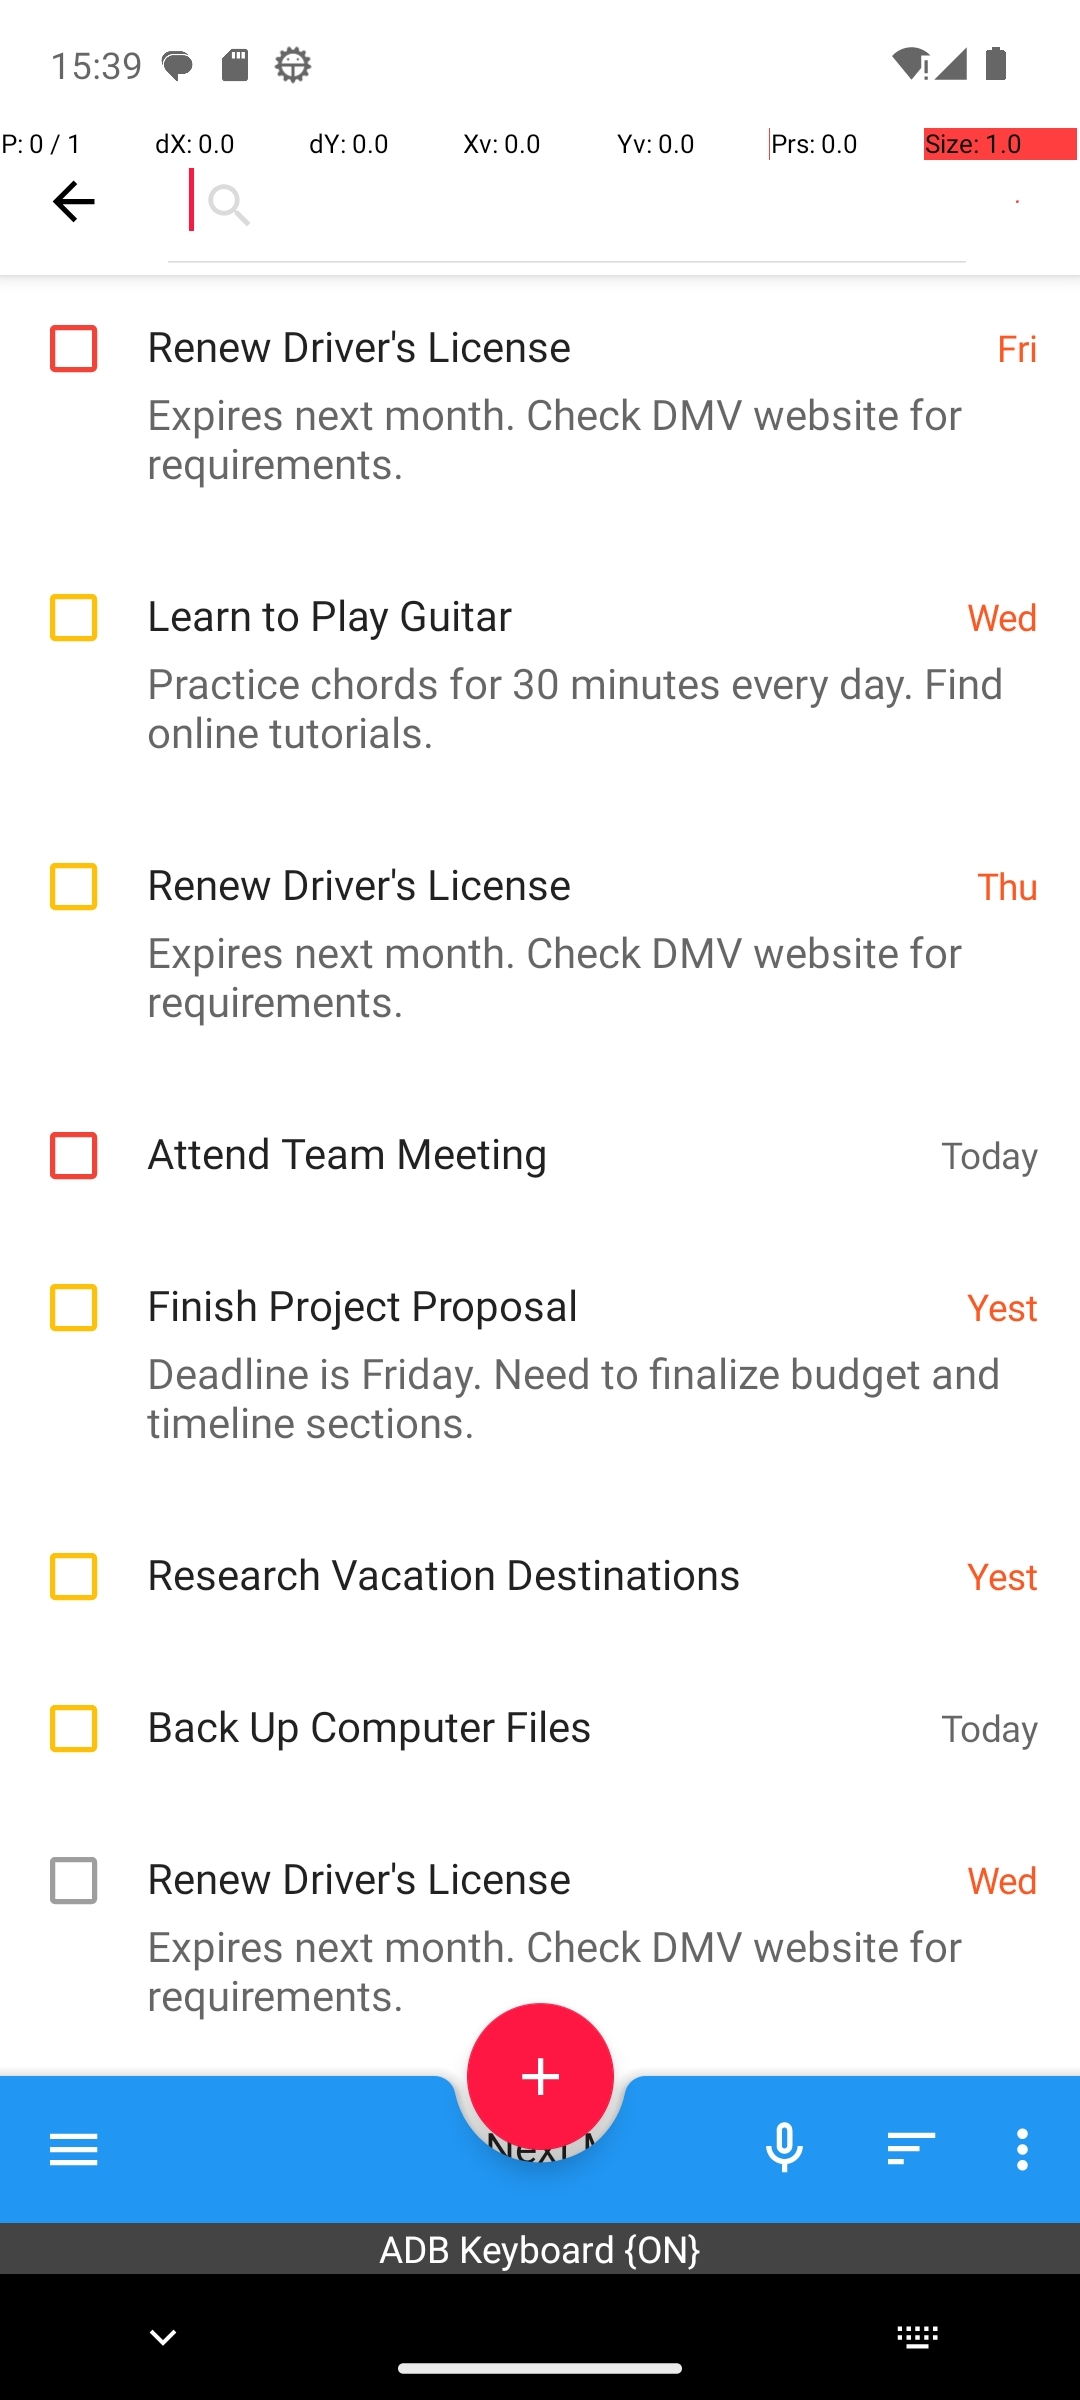 15:39
P: 0 / 1 dX: 0.0 dY: 0.0 Xv: 0.0 Yv: 0.0 Prs: 0.0 Size: 1.0
Renew Driver's License Fri
Expires next month. Check DMV website for
requirements.
Learn to Play Guitar Wed
Practice chords for 30 minutes every day. Find
online tutorials.
Renew Driver's License Thu
Expires next month. Check DMV website for
requirements.
Attend Team Meeting Today
Finish Project Proposal Yest
Deadline is Friday. Need to finalize budget and
timeline sections.
Research Vacation Destinations Yest
Back Up Computer Files Today
Renew Driver's License Wed
Expires next month. Check DMV website for
requirements.
ADB Keyboard {ON}